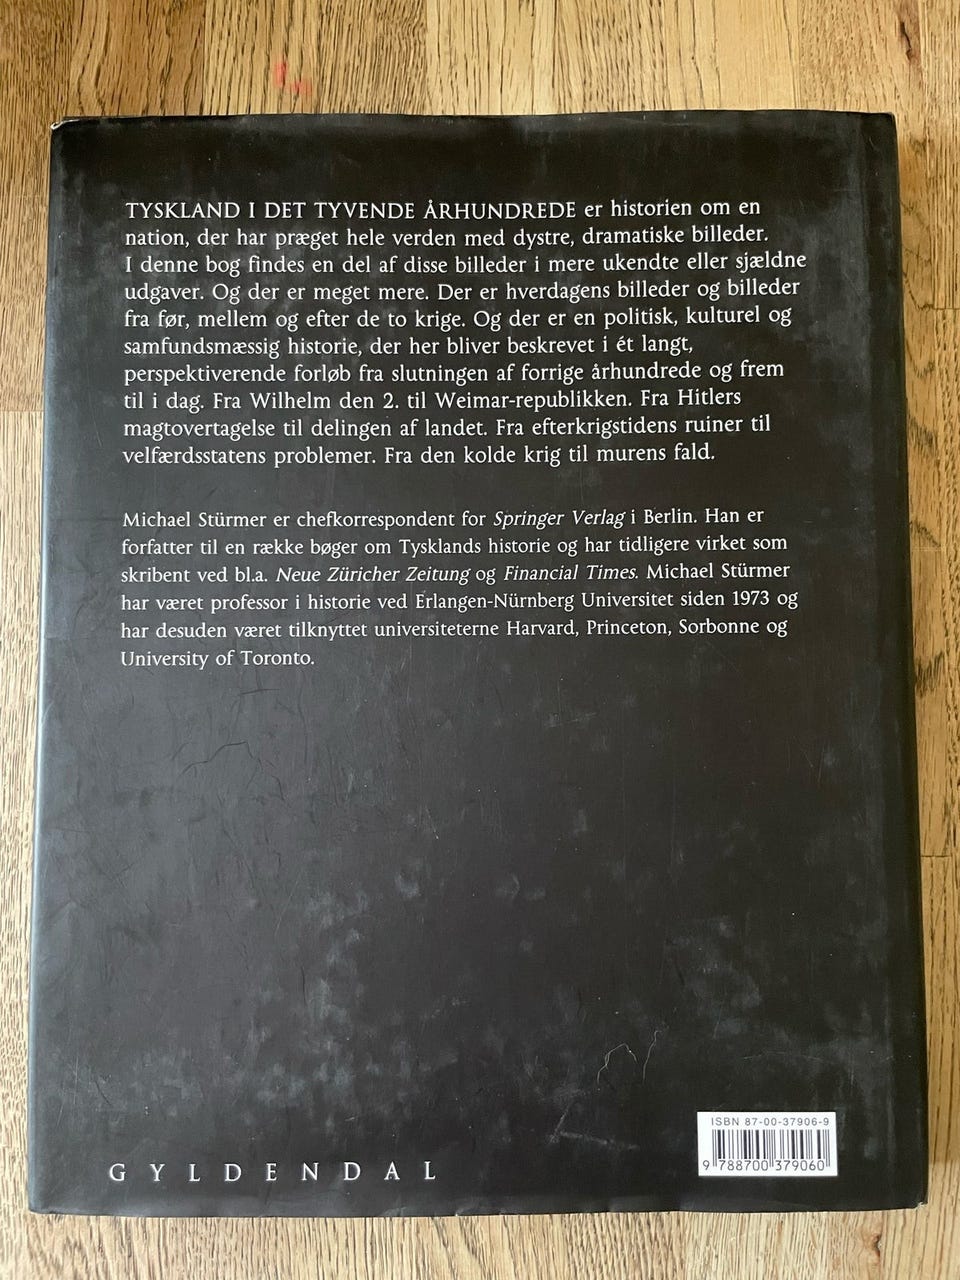 TYSKLAND I DET TYVENDE ÅRHUNDREDE er historien om en
nation, der har præget hele verden med dystre, dramatiske billeder.
I denne bog findes en del af disse billeder i mere ukendte eller sjældne
udgaver. Og der er meget mere. Der er hverdagens billeder og billeder
fra før, mellem og efter de to krige. Og der er en politisk, kulturel og
samfundsmæssig historie, der her bliver beskrevet i ét langt,
perspektiverende forløb fra slutningen af forrige århundrede og frem
til i dag. Fra Wilhelm den 2. til Weimar-republikken. Fra Hitlers
magtovertagelse til delingen af landet. Fra efterkrigstidens ruiner til
velfærdsstatens problemer. Fra den kolde krig til murens fald.
Michael Stürmer er chefkorrespondent for Springer Verlag i Berlin. Han er
forfatter til en række bøger om Tysklands historie og har tidligere virket som
skribent ved bl.a. Neue Züricher Zeitung og Financial Times. Michael Stürmer
har været professor i historie ved Erlangen-Nürnberg Universitet siden 1973 og
har desuden været tilknyttet universiteterne Harvard, Princeton, Sorbonne og
University of Toronto.
ISBN 87-00-37906-9
9 788700 379060
GYLDENDAL